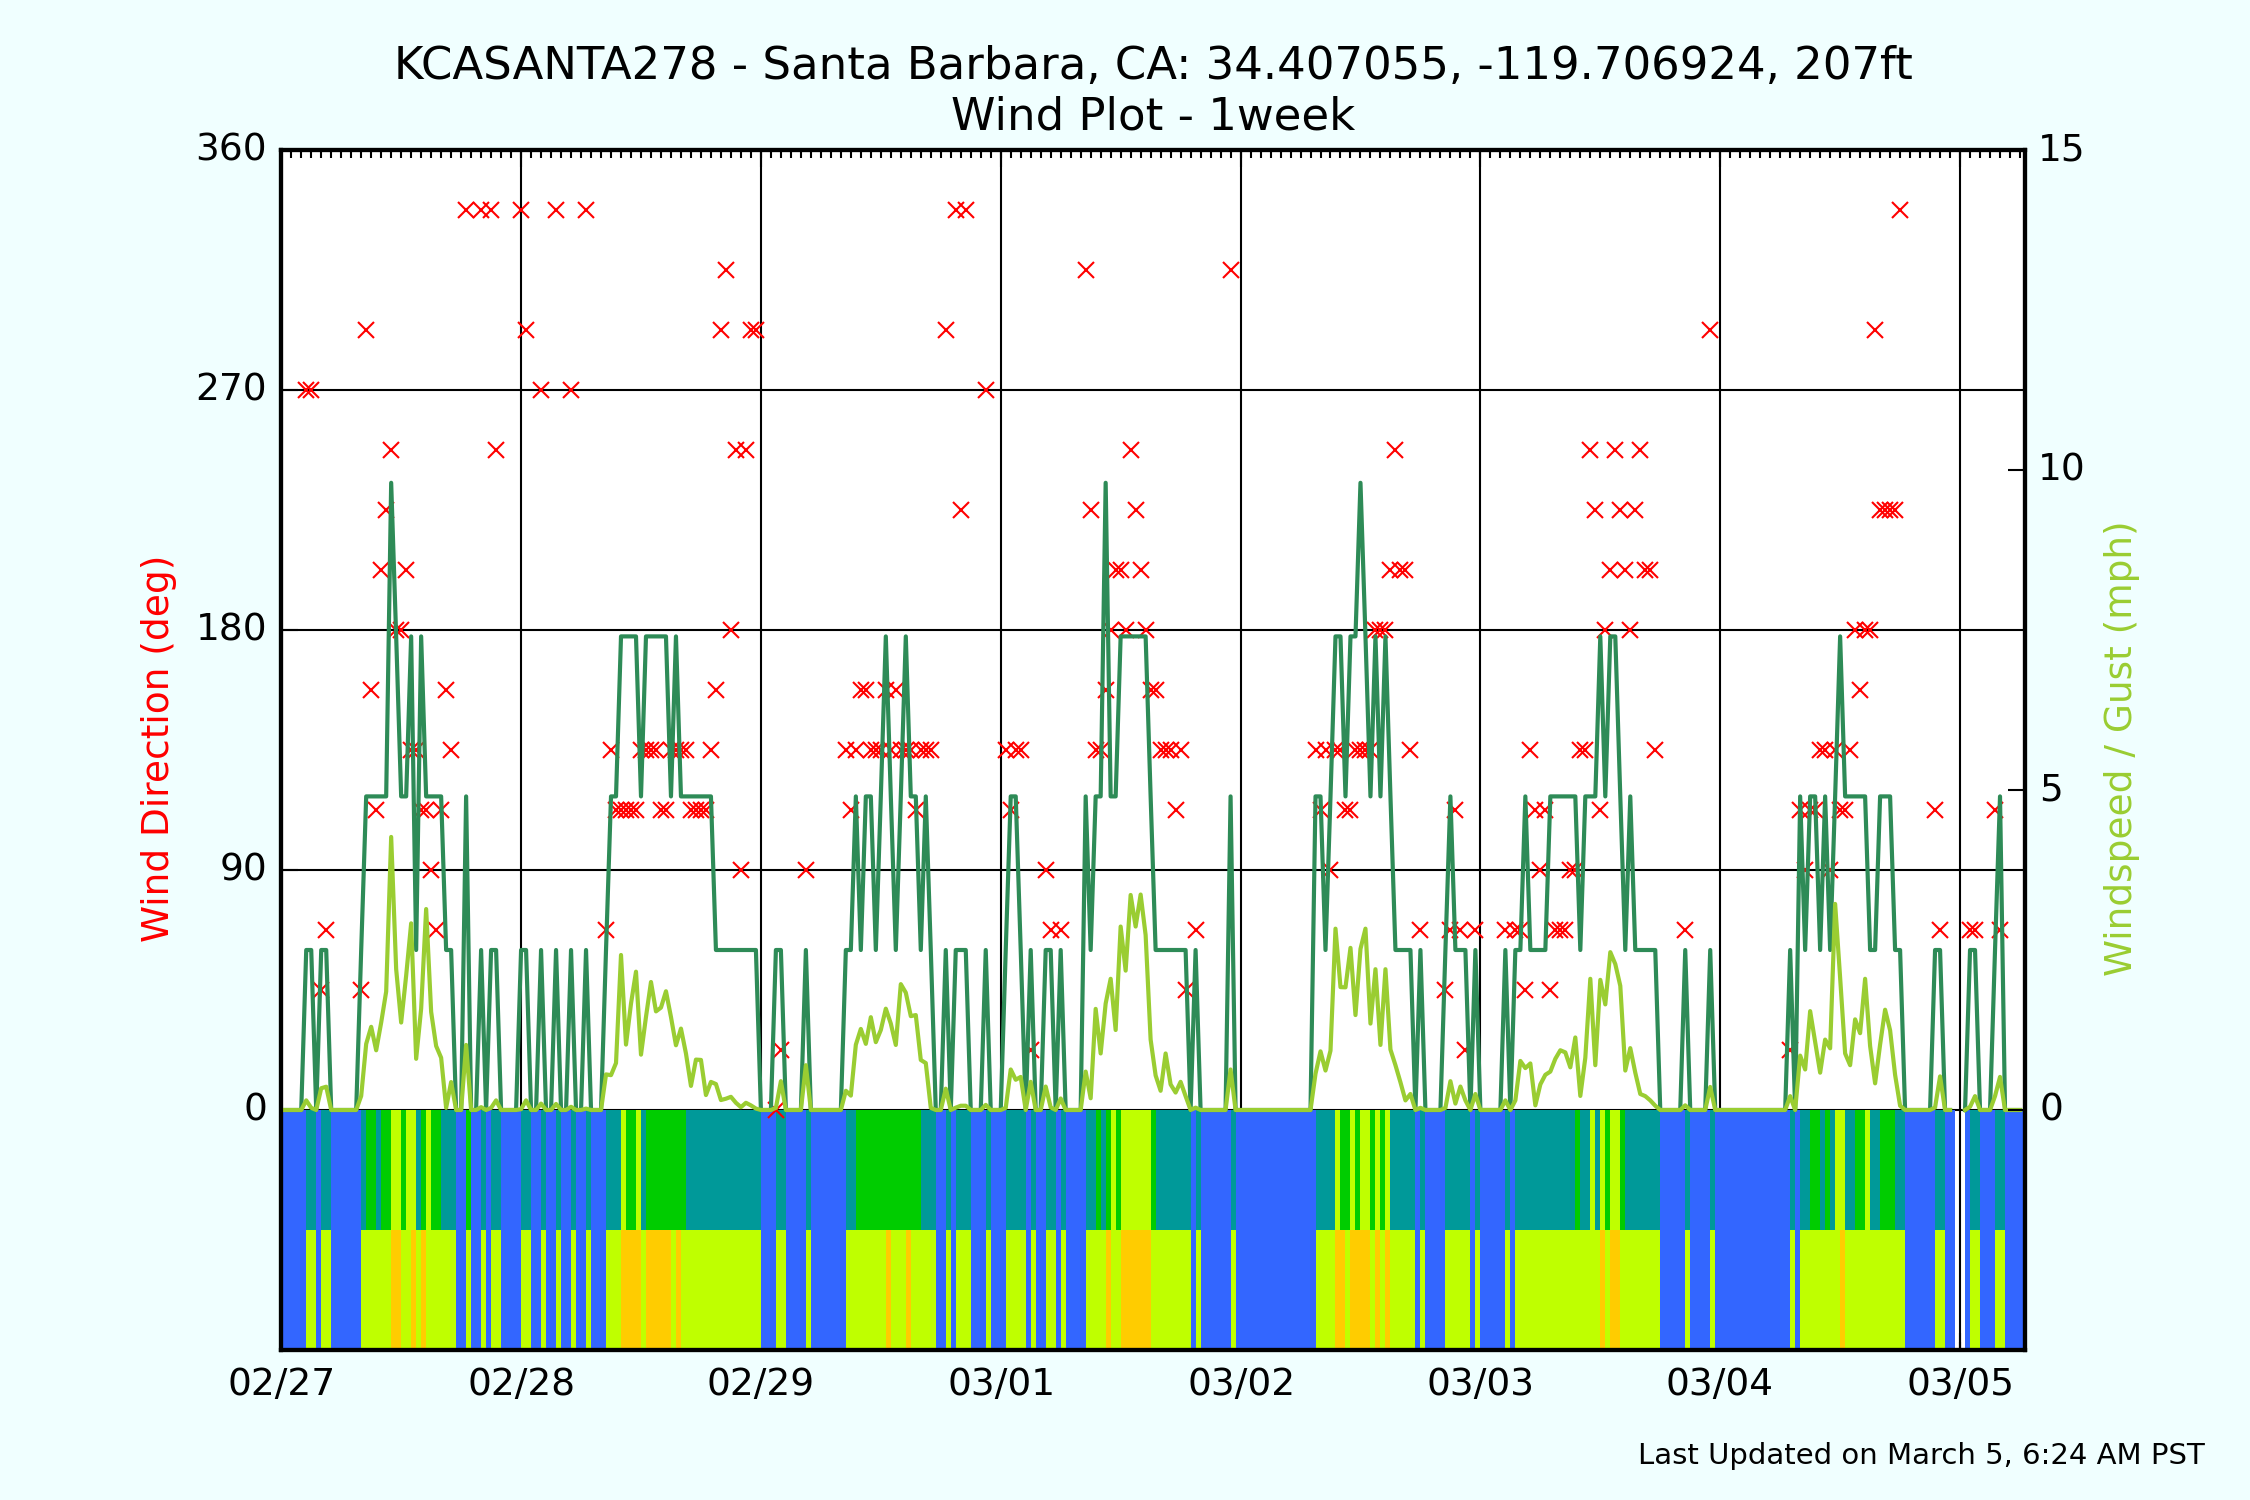 KCASANTA278 - Santa Barbara, CA: 34.407055, -119.706924, 207ft
Wind Plot - 1week
360
270
180
90
0
Wind Direction (deg)
15
10
5
0
Windspeed / Gust (mph)
02/27 02/28 02/29 03/01 03/02 03/03 03/04 03/05
Last Updated on March 5, 6:24 AM PST